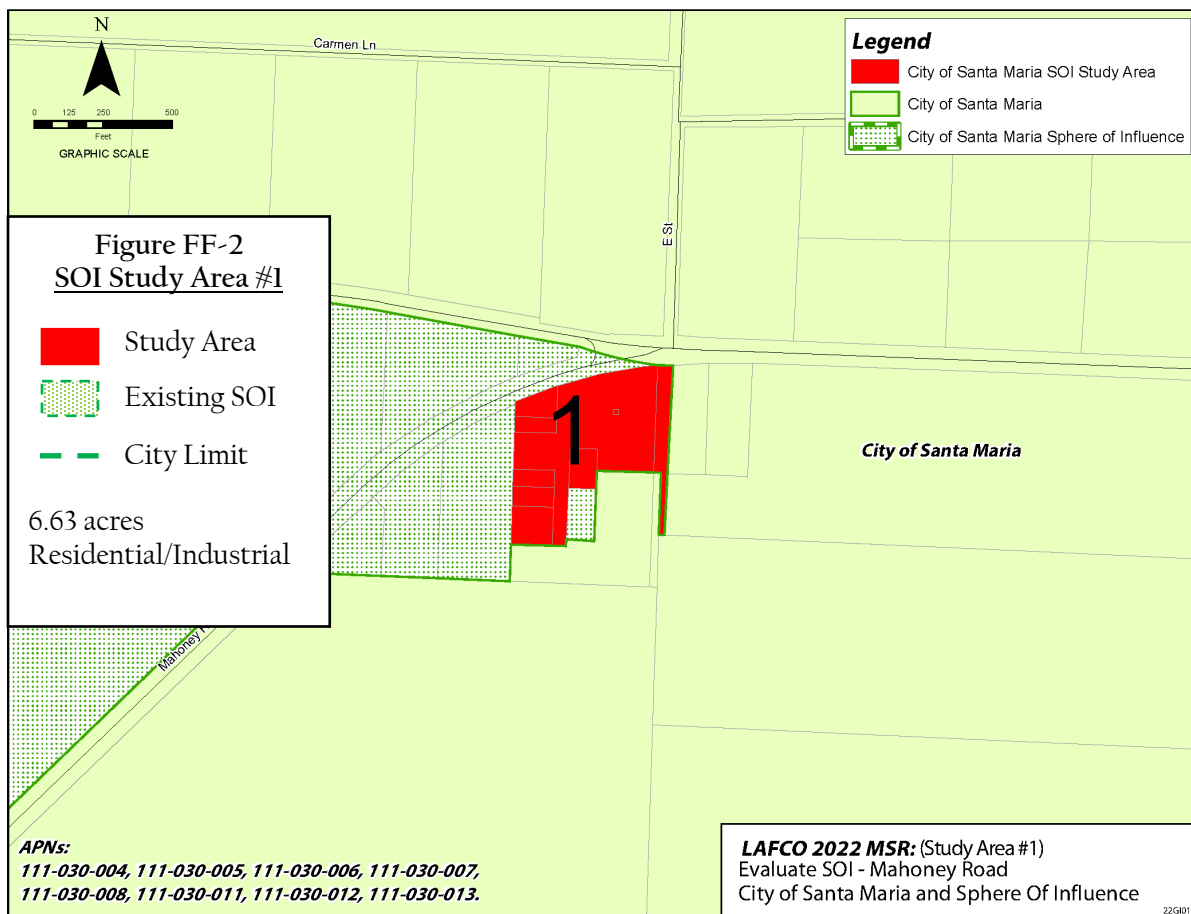 N
0 125 250 500
Feet
GRAPHIC SCALE
Carmen Ln
Legend
City of Santa Maria SOI Study Area
City of Santa Maria
City of Santa Maria Sphere of Influence
E St
Figure FF-2
SOI Study Area #1
Study Area
Existing SOI
City Limit
6.63 acres
Residential/Industrial
1
City of Santa Maria
Mahoney
APNs:
111-030-004, 111-030-005, 111-030-006, 111-030-007,
111-030-008, 111-030-011, 111-030-012, 111-030-013.
LAFCO 2022 MSR: (Study Area #1)
Evaluate SOI - Mahoney Road
City of Santa Maria and Sphere Of Influence
22GI01